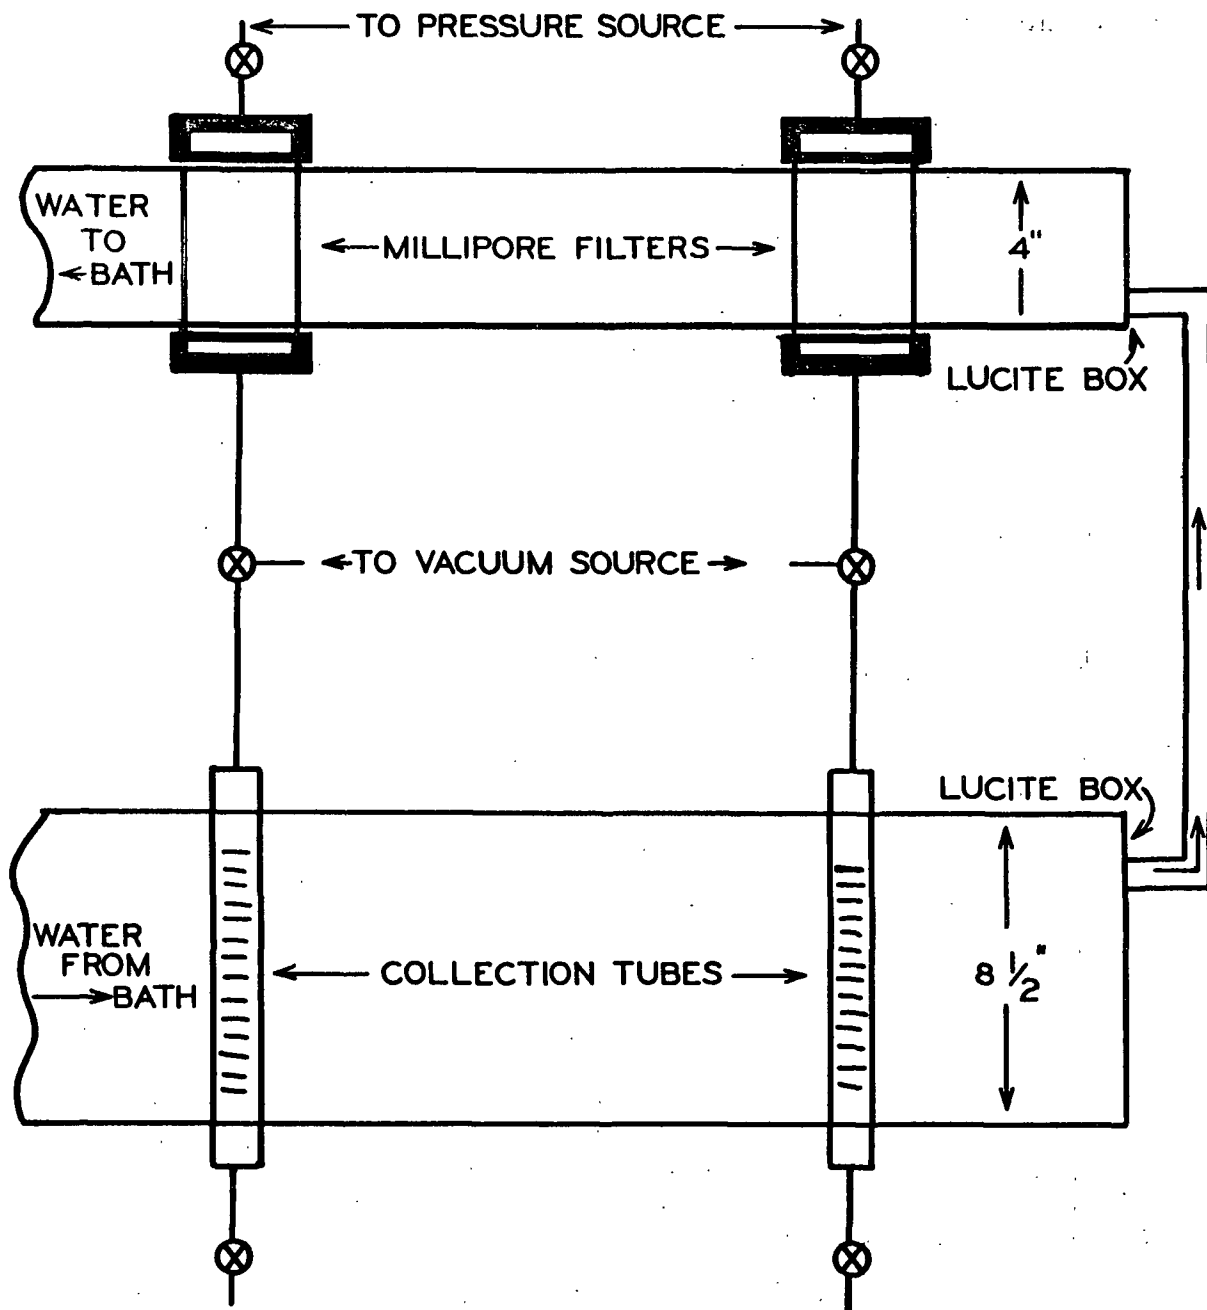 TO PRESSURE SOURCE
WATER
TO
BATH
MILLIPORE FILTERS
4"
LUCITE BOX
TO VACUUM SOURCE
LUCITE BOX
WATER
FROM
BATH
COLLECTION TUBES
8 1/2"